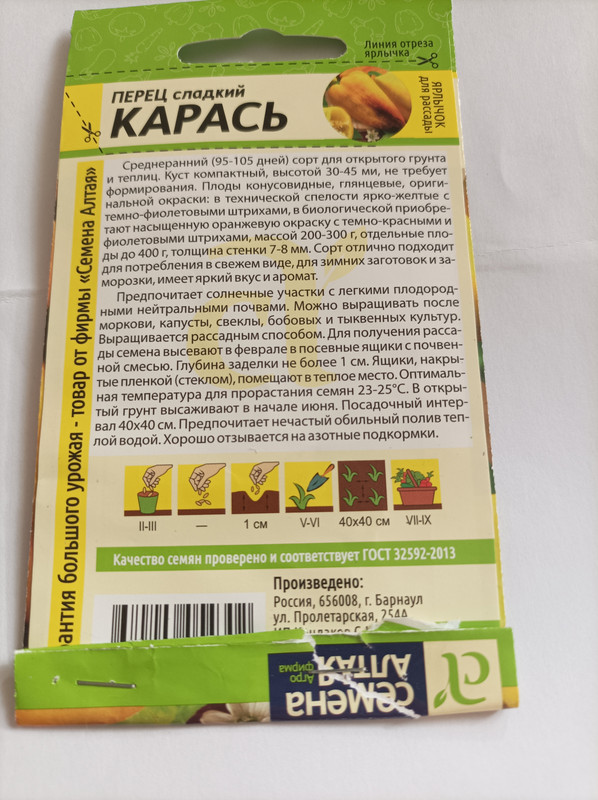 Линия отреза
ярлычка
ПЕРЕЦ сладкий
КАРАСЬ
ЯРЛЫЧОК
для рассады
Среднеранний (95-105 дней) сорт для открытого грунта
и теплиц. Куст компактный, высотой 30-45 ми, не требует
формирования. Плоды конусовидные, глянцевые, ориги-
нальной окраски: в технической спелости ярко-желтые с
темно-фиолетовыми штрихами, в биологической приобре-
тают насыщенную оранжевую окраску с темно-красными и
фиолетовыми штрихами, массой 200-300 г, отдельные пло-
ды до 400 г, толщина стенки 7-8 мм. Сорт отлично подходит
для потребления в свежем виде, для зимних заготовок и за-
морозки, имеет яркий вкус и аромат.
Предпочитает солнечные участки с легкими плодород-
ными нейтральными почвами. Можно выращивать после
моркови, капусты, свеклы, бобовых и тыквенных культур.
Выращивается рассадным способом. Для получения расса-
ды семена высевают в феврале в посевные ящики с почвен-
ной смесью. Глубина заделки не более 1 см. Ящики, накры-
тые пленкой (стеклом), помещают в теплое место. Оптималь-
ная температура для прорастания семян 23-25°С. В откры-
тый грунт высаживают в начале июня. Посадочный интер-
вал 40х40 см. Предпочитает нечастый обильный полив теп-
лой водой. Хорошо отзывается на азотные подкормки.
рантия большого урожая - товар от фирмы «Семена Алтая»
II-III — 1 см V-VI 40х40 см VII-IX
Качество семян проверено и соответствует ГОСТ 32592-2013
Произведено:
Россия, 656008, г. Барнаул
ул. Пролетарская, 254А
Агро
фирма
семена
АЛТАЯ